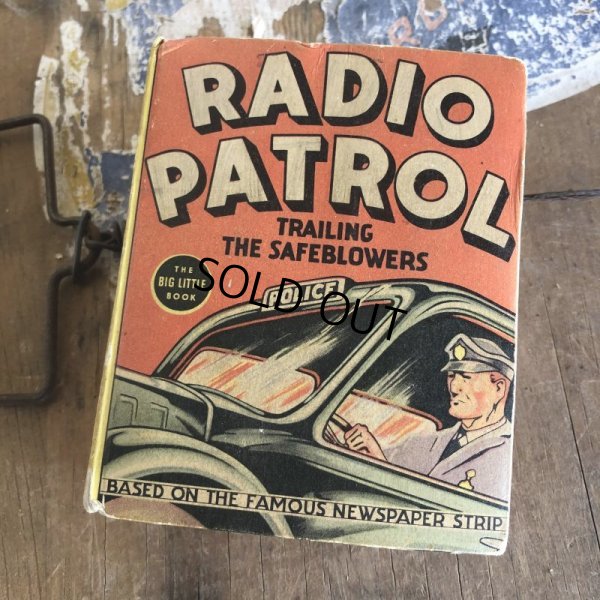 RADIO
PATROL
TRAILING
THE SAFEBLOWERS
THE
BIG LITTLE
BOOK
SOLD OUT
POLICE
BASED ON THE FAMOUS NEWSPAPER STRIP